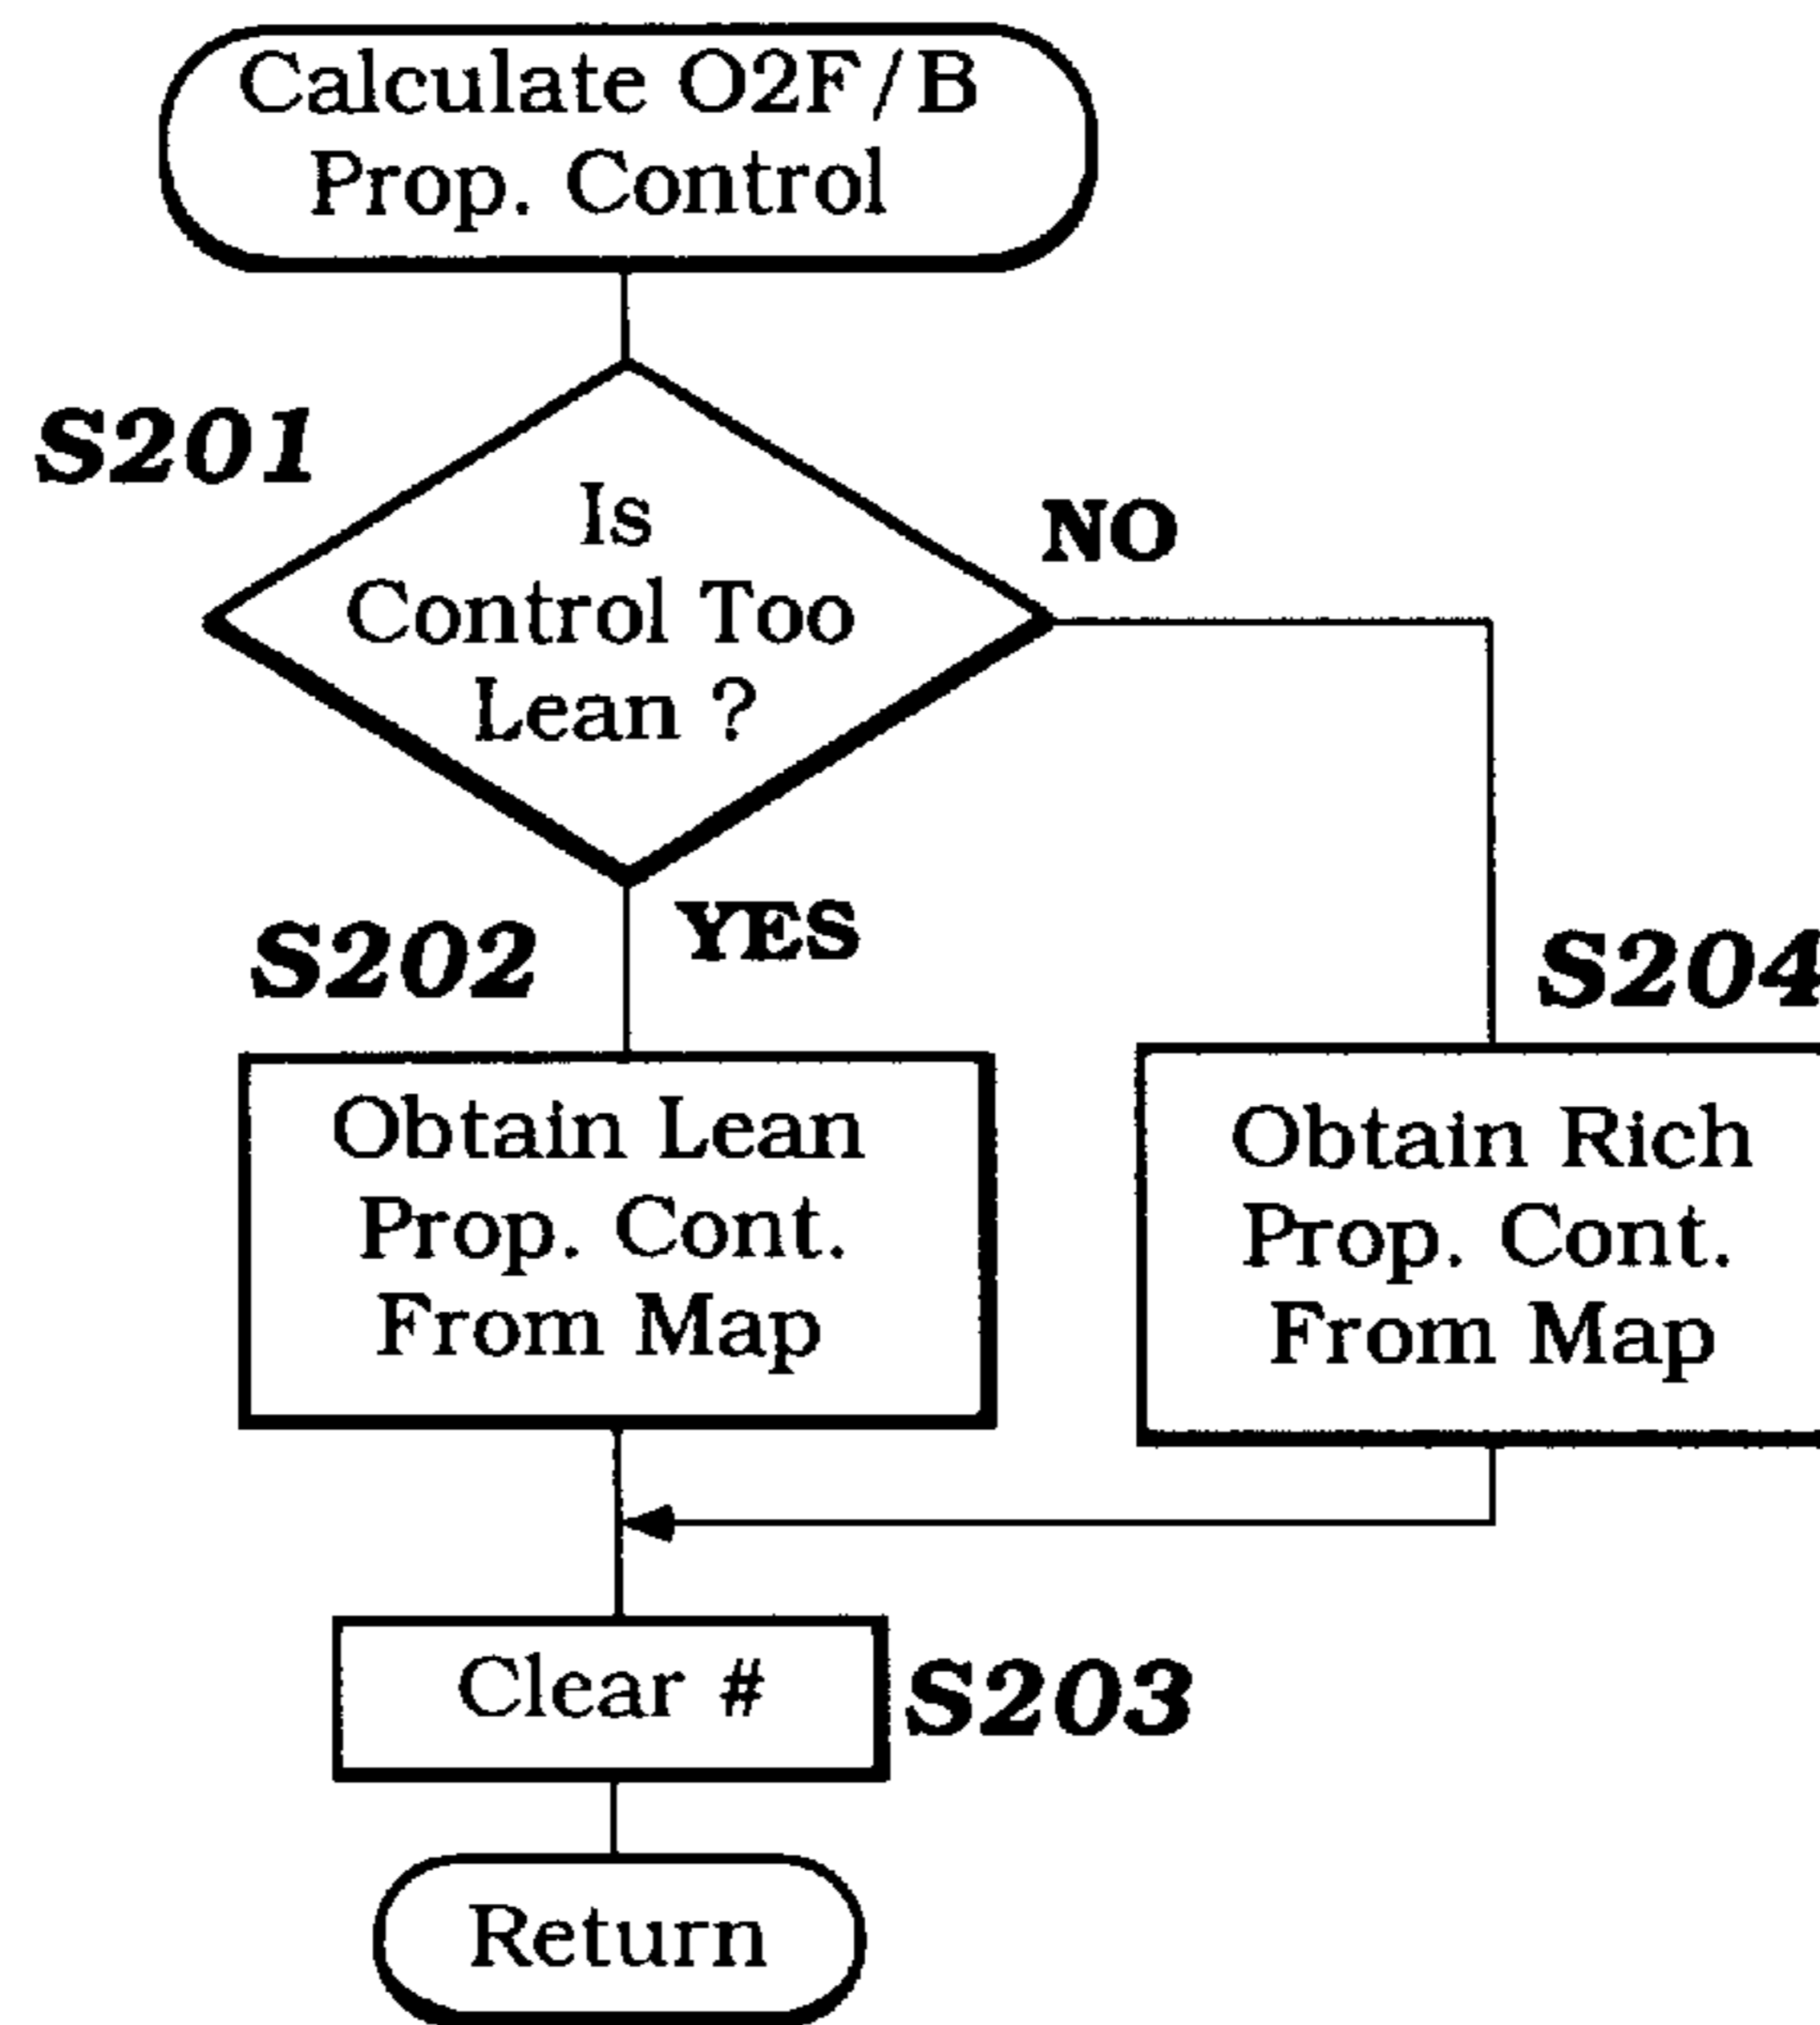 Calculate O2F/B
Prop. Control
S201
Is
Control Too
Lean ?
NO
YES
S202
S204
Obtain Lean
Prop. Cont.
From Map
Obtain Rich
Prop. Cont.
From Map
Clear #
S203
Return